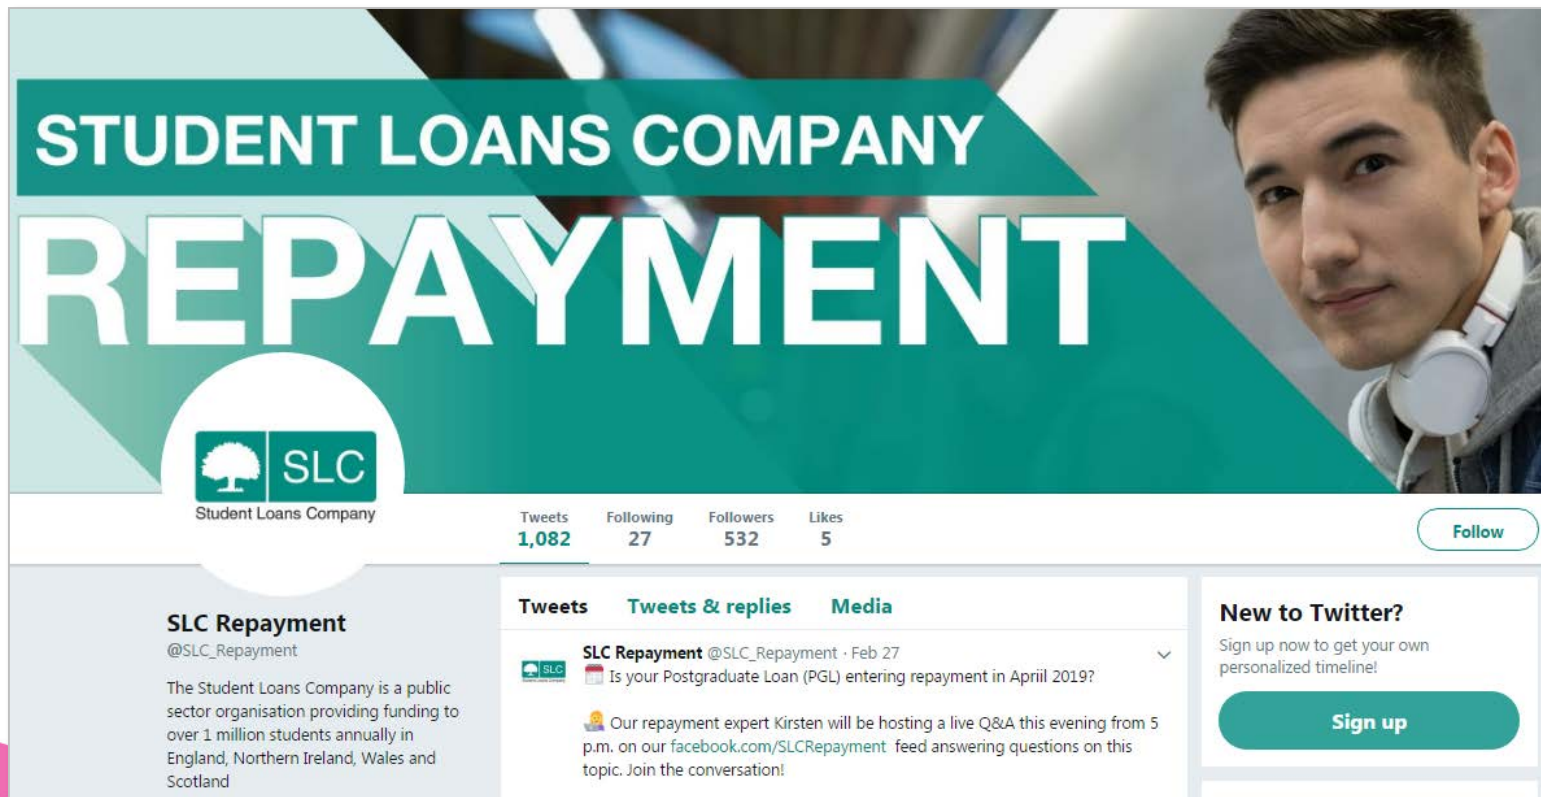 STUDENT LOANS COMPANY
REPAYMENT
SLC
Student Loans Company
Tweets Following Followers Likes
1,082 27 532 5
Follow
SLC Repayment
@SLC_Repayment
The Student Loans Company is a public
sector organisation providing funding to
over 1 million students annually in
England, Northern Ireland, Wales and
Scotland
Tweets Tweets & replies Media
SLC
SLC Repayment @SLC_Repayment · Feb 27
Is your Postgraduate Loan (PGL) entering repayment in Apriil 2019?
Our repayment expert Kirsten will be hosting a live Q&A this evening from 5
p.m. on our facebook.com/SLCRepayment feed answering questions on this
topic. Join the conversation!
New to Twitter?
Sign up now to get your own
personalized timeline!
Sign up